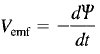 V_emf = −dΨ/dt